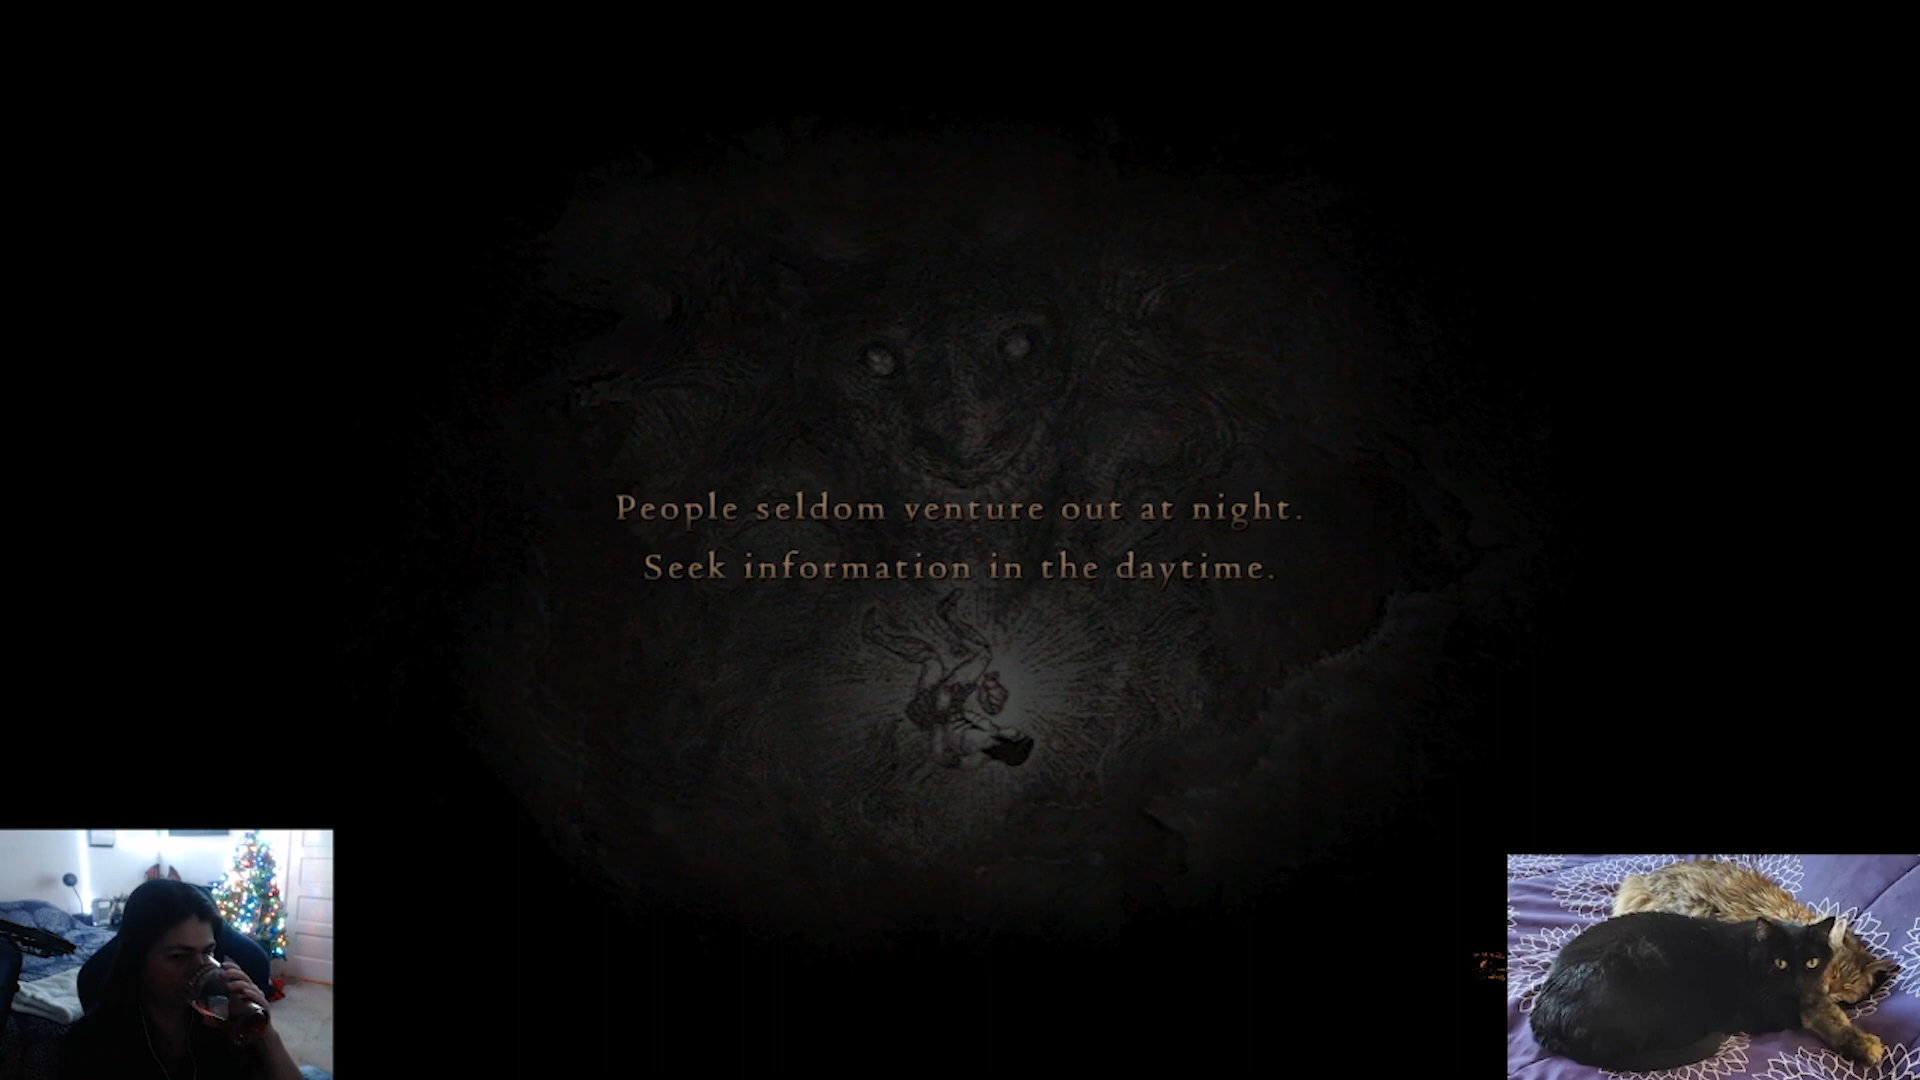 People seldom venture out at night.
Seek information in the daytime.